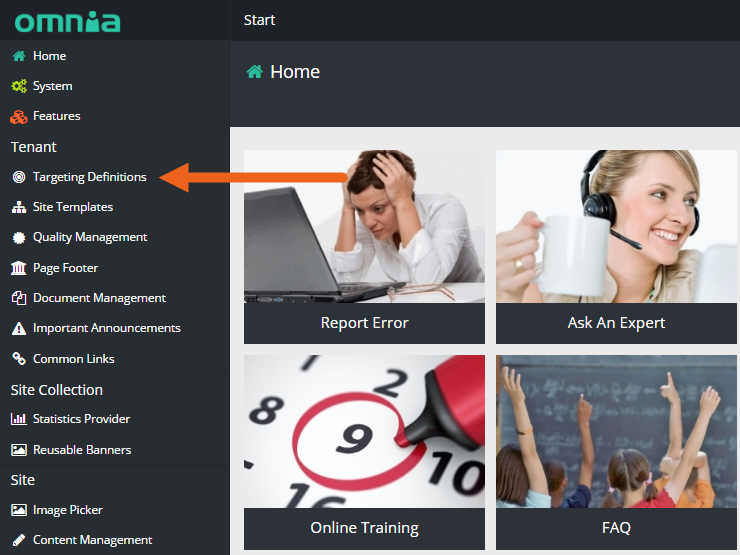 omnia
Start
Home
System
Features
Tenant
Targeting Definitions
Site Templates
Quality Management
Page Footer
Document Management
Important Announcements
Common Links
Site Collection
Statistics Provider
Reusable Banners
Site
Image Picker
Content Management
Home
Report Error
Ask An Expert
2
8
9
10
16
Online Training
FAQ